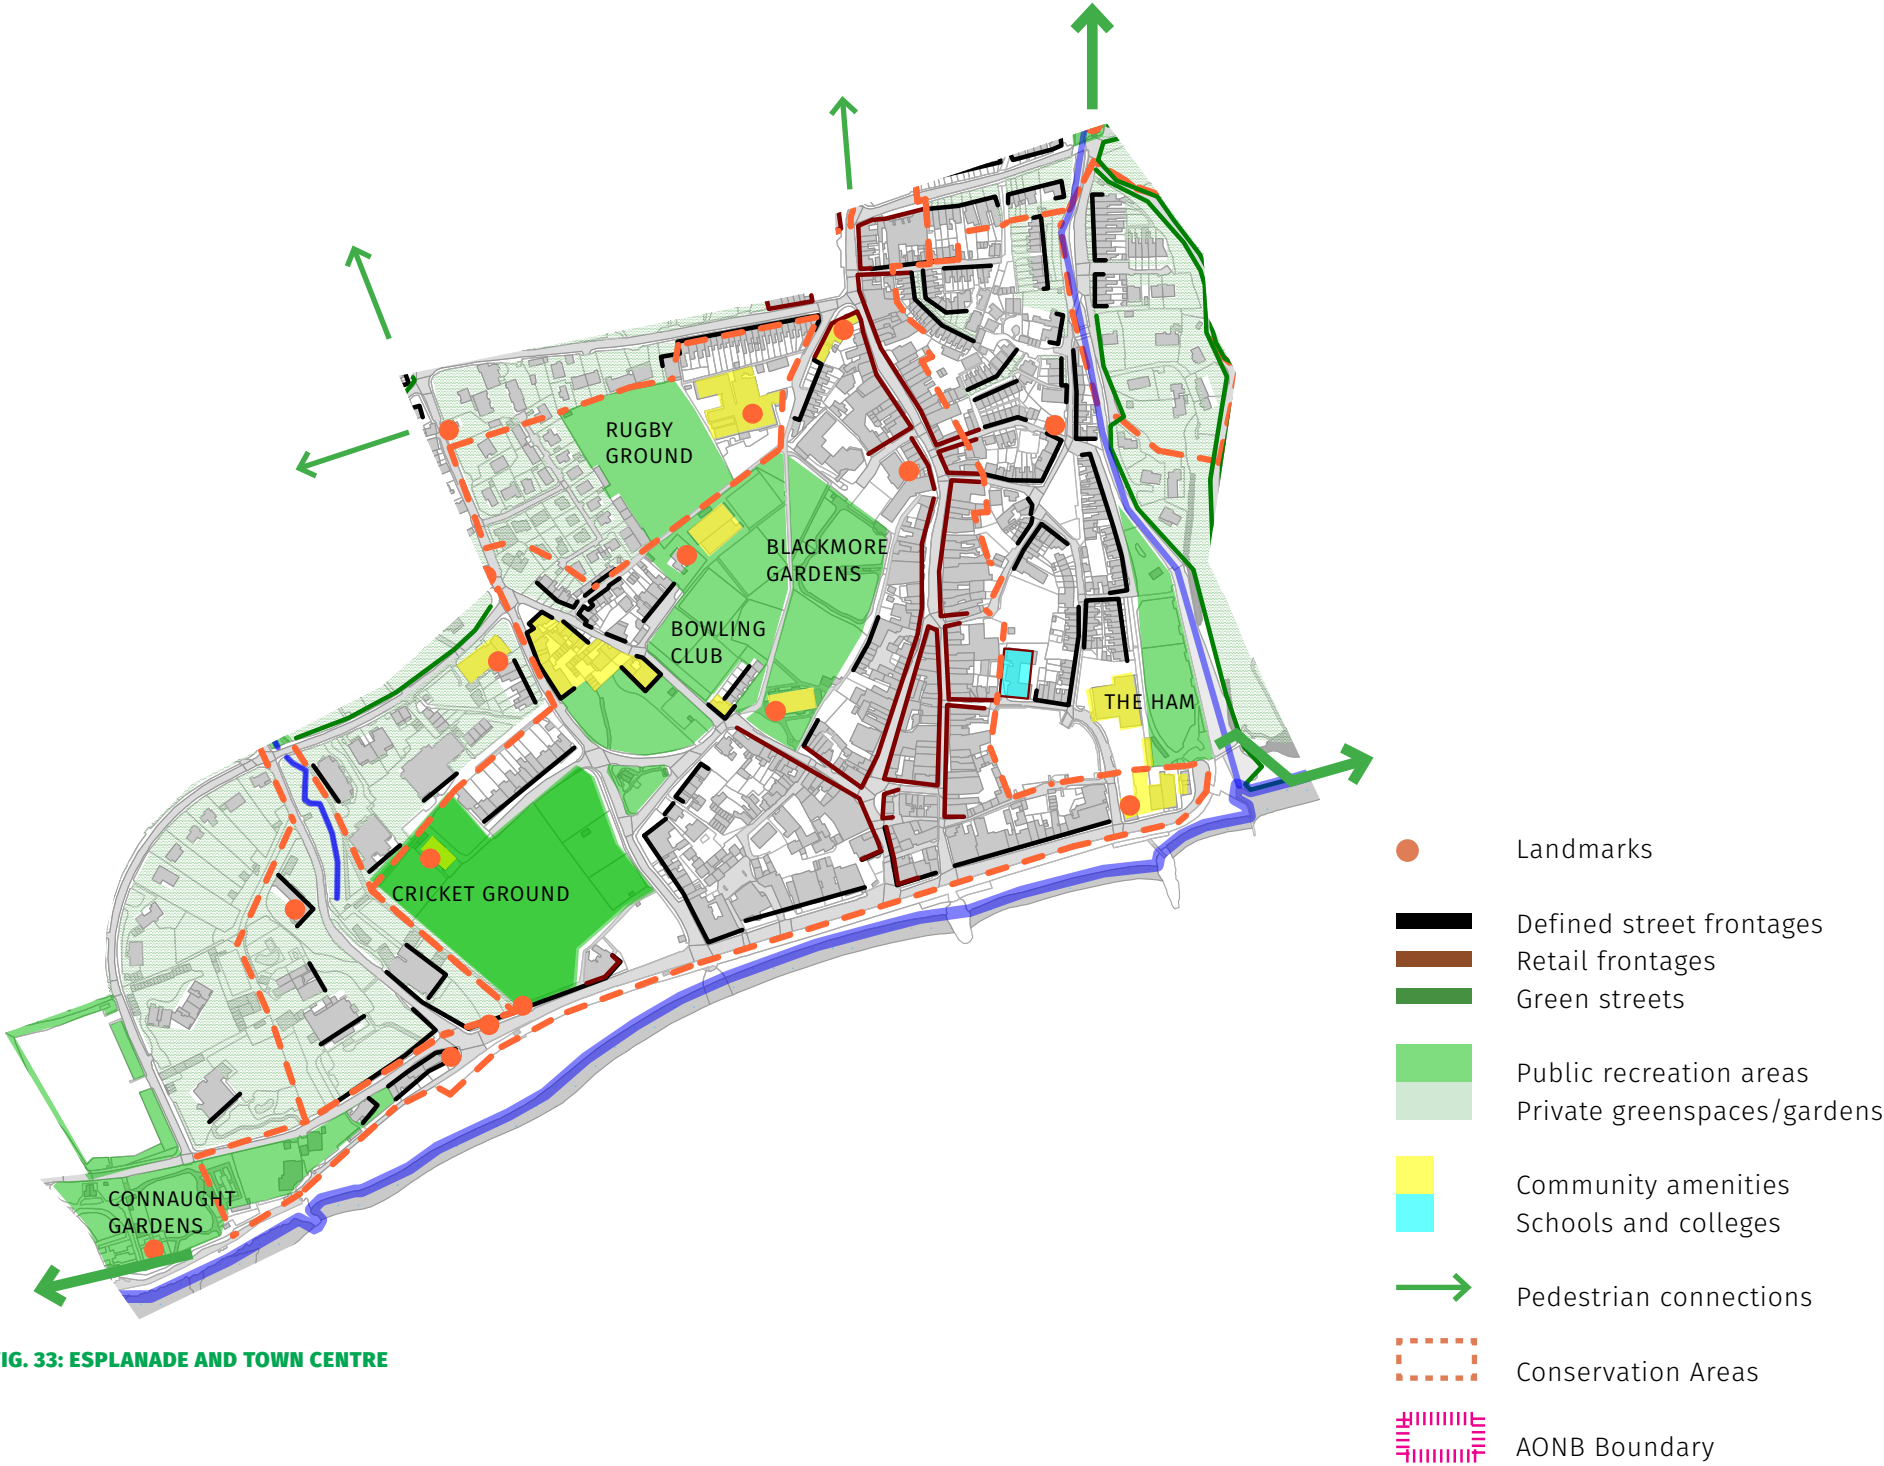 RUGBY
GROUND
BLACKMORE
GARDENS
BOWLING
CLUB
THE HAM
CRICKET GROUND
CONNAUGHT
GARDENS
IG. 33: ESPLANADE AND TOWN CENTRE
Landmarks
Defined street frontages
Retail frontages
Green streets
Public recreation areas
Private greenspaces/gardens
Community amenities
Schools and colleges
Pedestrian connections
Conservation Areas
AONB Boundary